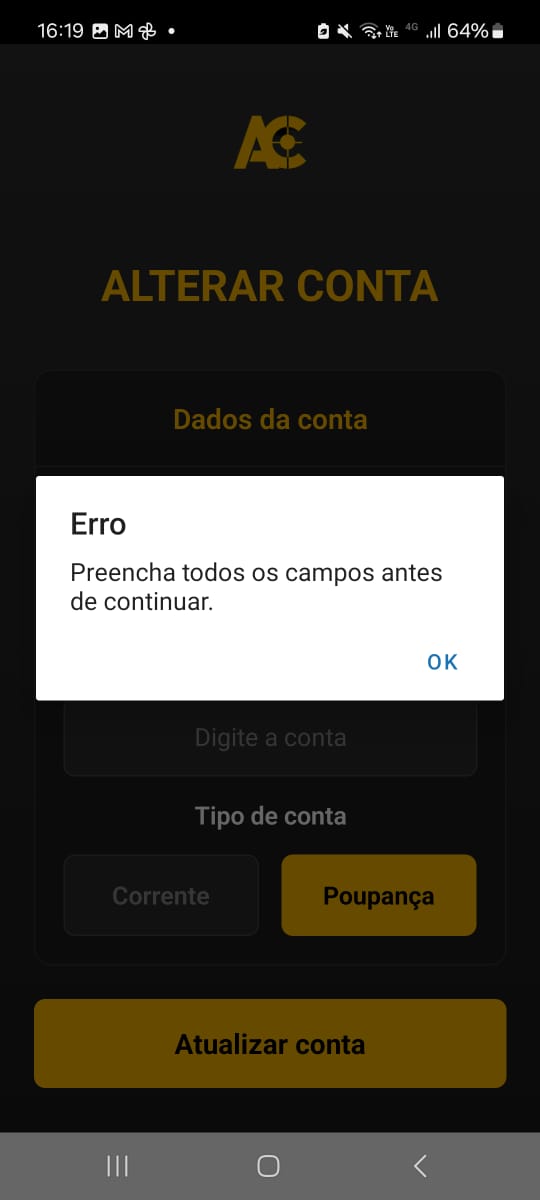 16:19
Vo LTE 4G 64%
AC
ALTERAR CONTA
Dados da conta
Erro
Preencha todos os campos antes
de continuar.
OK
Digite a conta
Tipo de conta
Corrente Poupança
Atualizar conta